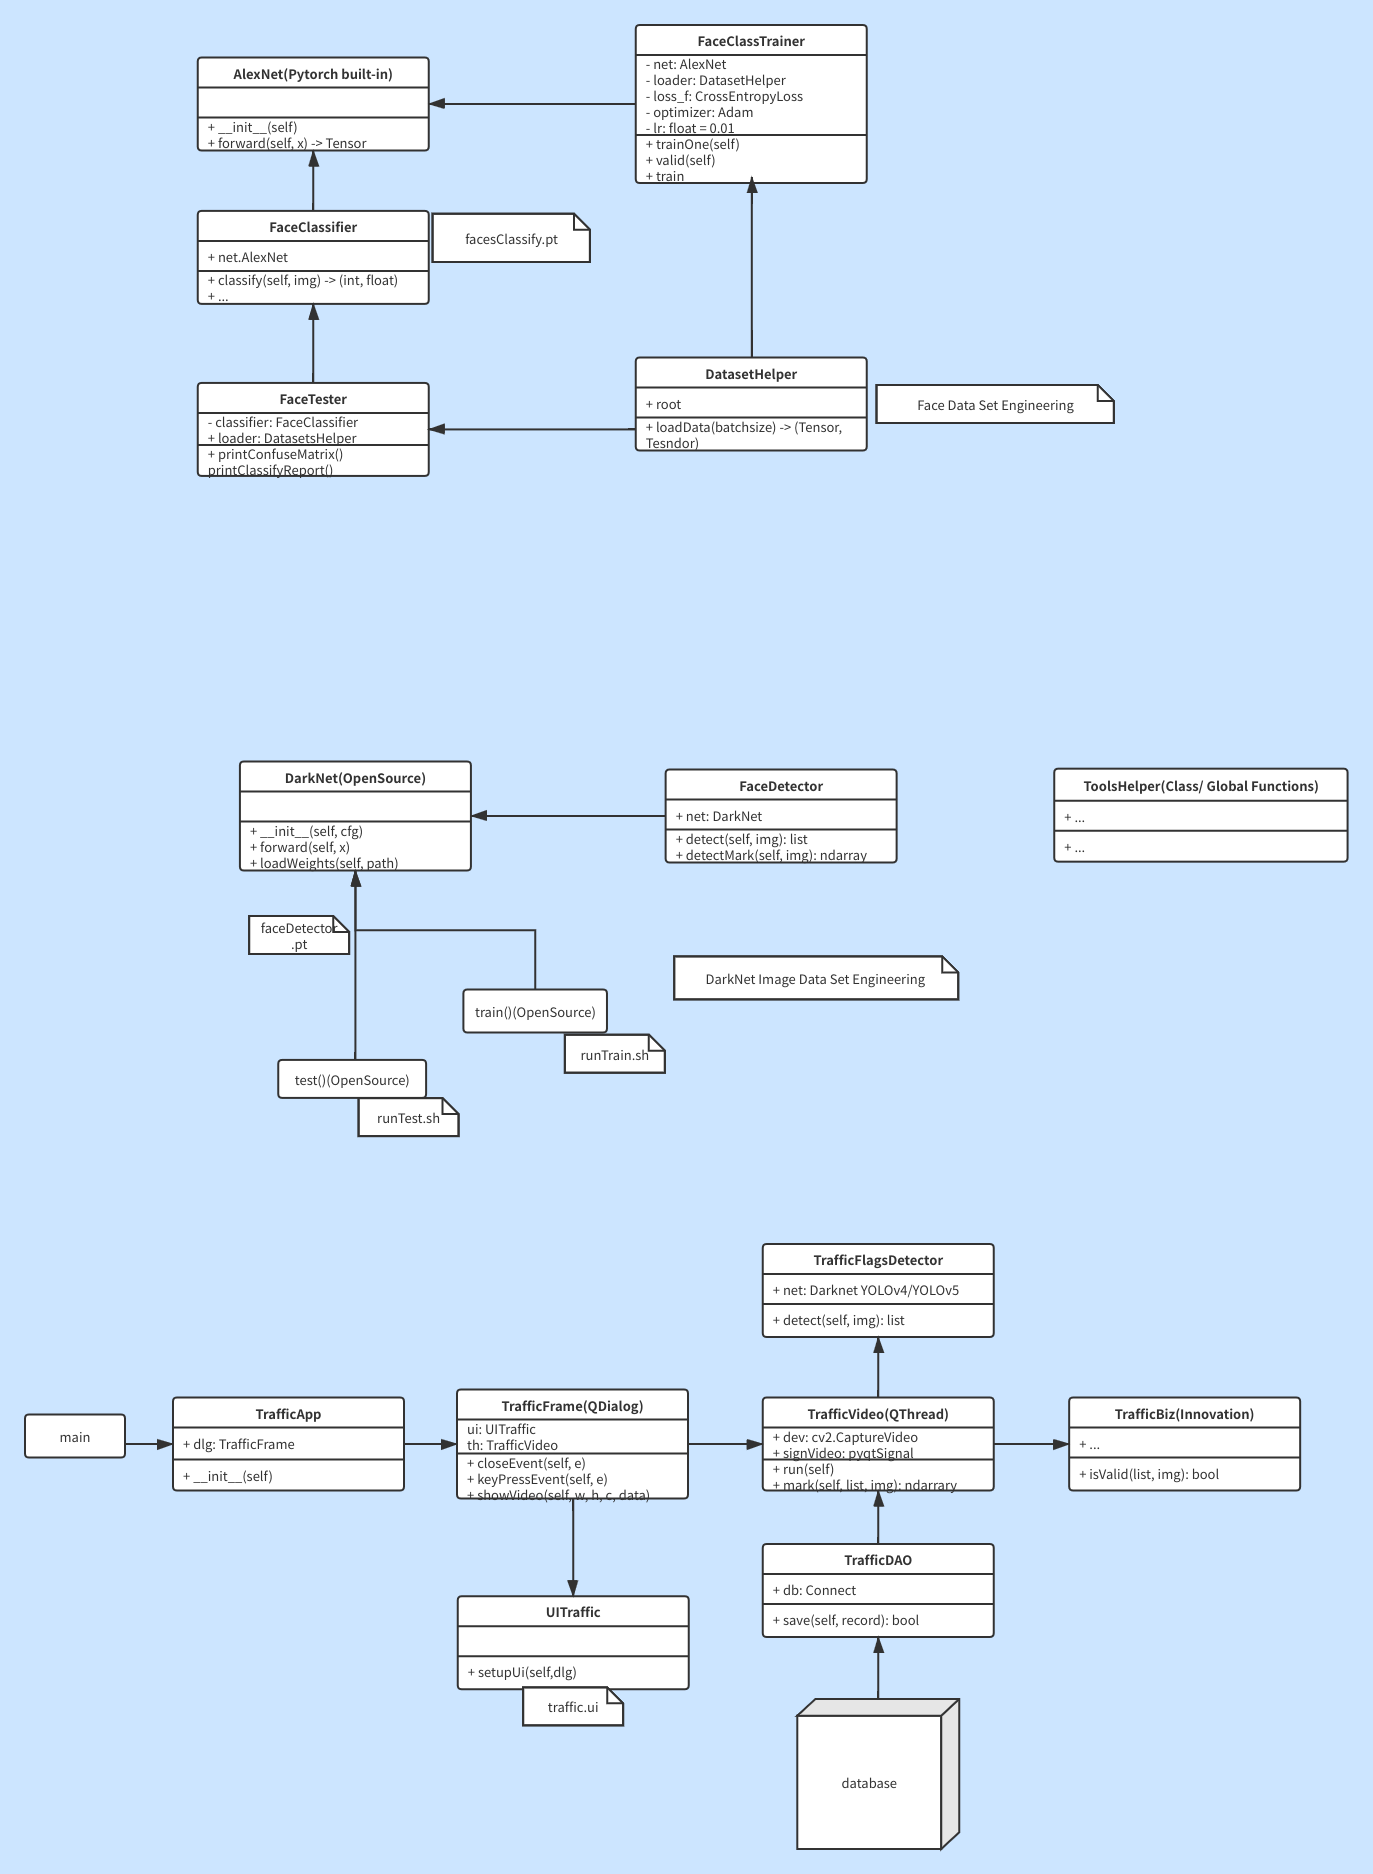 FaceClassTrainer
- net: AlexNet
- loader: DatasetHelper
- loss_f: CrossEntropyLoss
- optimizer: Adam
- lr: float = 0.01
+ trainOne(self)
+ valid(self)
+ train
AlexNet(Pytorch built-in)
+ __init__(self)
+ forward(self, x) -> Tensor
FaceClassifier
+ net.AlexNet
+ classify(self, img) -> (int, float)
+ ...
facesClassify.pt
FaceTester
- classifier: FaceClassifier
+ loader: DatasetsHelper
+ printConfuseMatrix()
printClassifyReport()
DatasetHelper
+ root
+ loadData(batchsize) -> (Tensor,
Tesndor)
Face Data Set Engineering
DarkNet(OpenSource)
+ __init__(self, cfg)
+ forward(self, x)
+ loadWeights(self, path)
FaceDetector
+ net: DarkNet
+ detect(self, img): list
+ detectMark(self, img): ndarray
ToolsHelper(Class/ Global Functions)
+ ...
+ ...
faceDetector
.pt
DarkNet Image Data Set Engineering
train()(OpenSource)
runTrain.sh
test()(OpenSource)
runTest.sh
TrafficFlagsDetector
+ net: Darknet YOLOv4/YOLOv5
+ detect(self, img): list
main
TrafficApp
+ dlg: TrafficFrame
+ __init__(self)
TrafficFrame(QDialog)
ui: UITraffic
th: TrafficVideo
+ closeEvent(self, e)
+ keyPressEvent(self, e)
+ showVideo(self, w, h, c, data)
TrafficVideo(QThread)
+ dev: cv2.CaptureVideo
+ signVideo: pyqtSignal
+ run(self)
+ mark(self, list, img): ndarrary
TrafficBiz(Innovation)
+ ...
+ isValid(list, img): bool
TrafficDAO
+ db: Connect
+ save(self, record): bool
UITraffic
+ setupUi(self,dlg)
traffic.ui
database